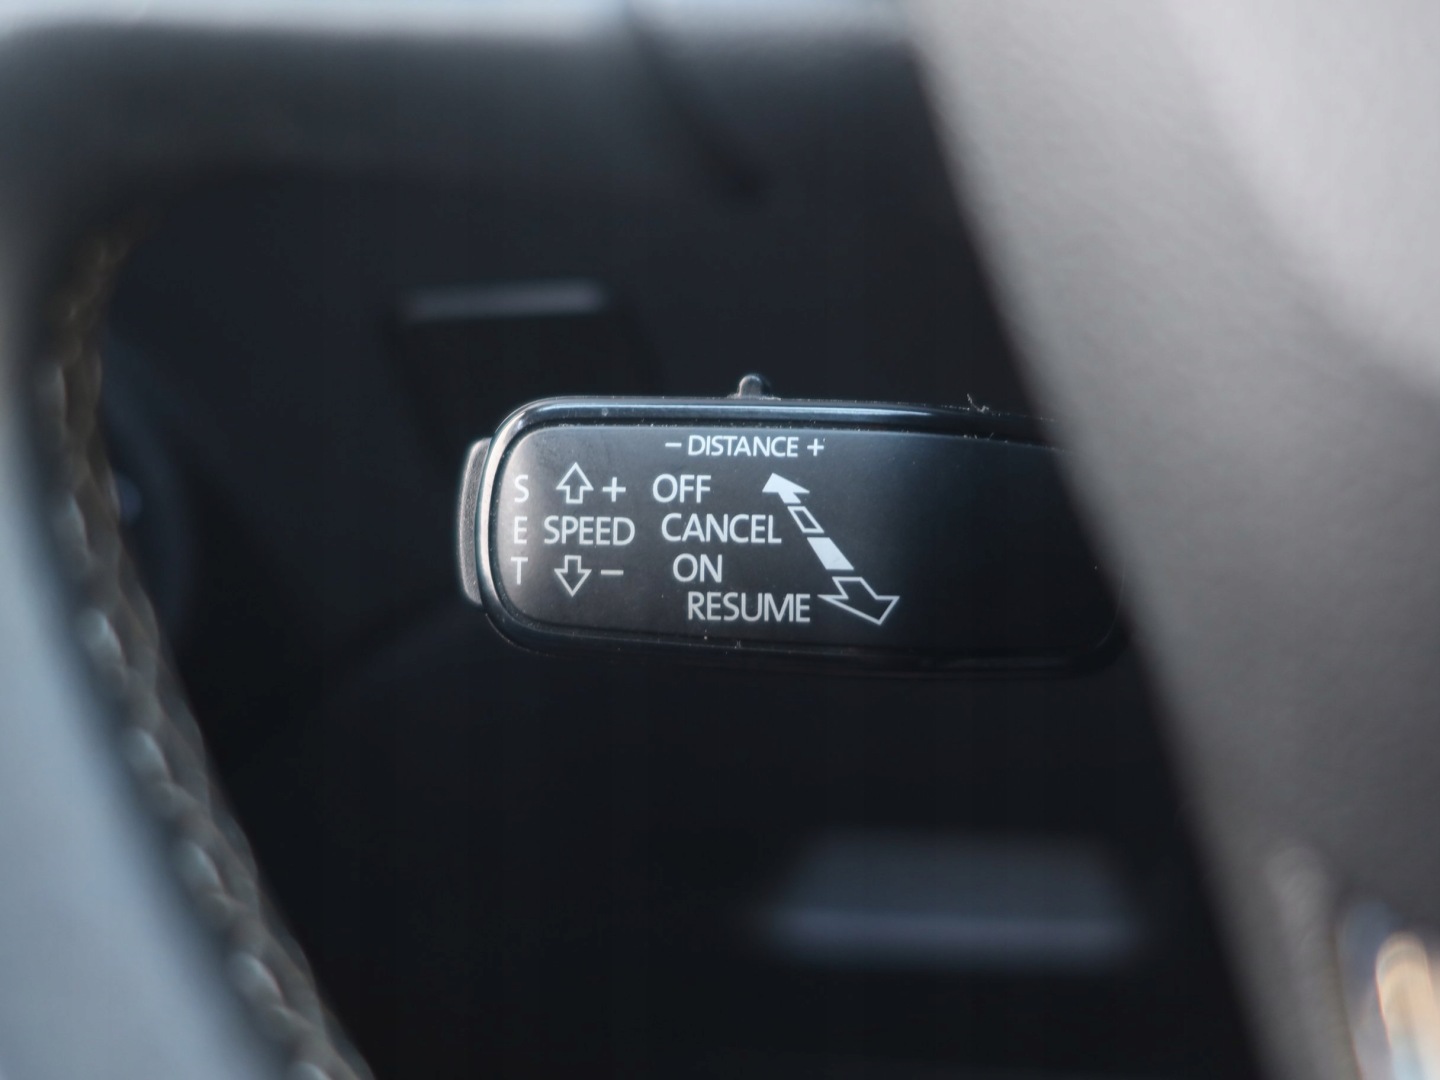 - DISTANCE +
S + OFF
E SPEED CANCEL
T - ON
RESUME